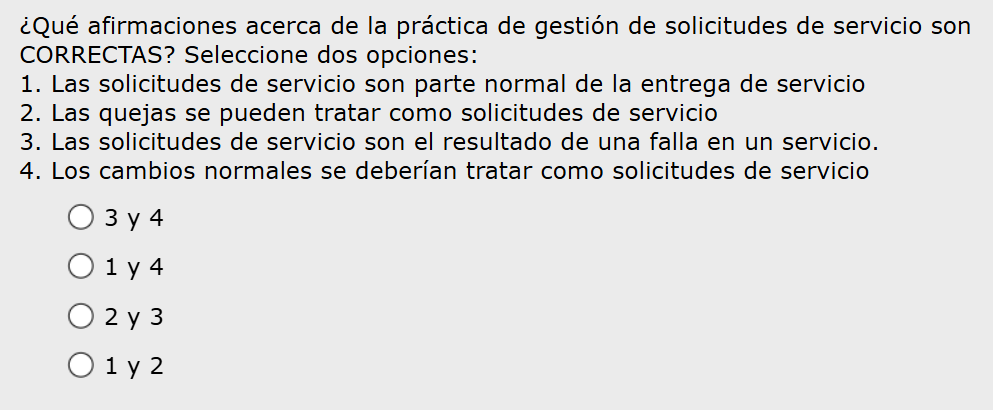 ¿Qué afirmaciones acerca de la práctica de gestión de solicitudes de servicio son
CORRECTAS? Seleccione dos opciones:
1. Las solicitudes de servicio son parte normal de la entrega de servicio
2. Las quejas se pueden tratar como solicitudes de servicio
3. Las solicitudes de servicio son el resultado de una falla en un servicio.
4. Los cambios normales se deberían tratar como solicitudes de servicio
3 y 4
1 y 4
2 y 3
1 y 2